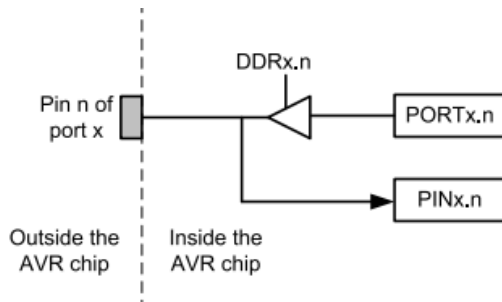 DDRx.n
Pin n of
port x
PORTx.n
PINx.n
Outside the
AVR chip
Inside the
AVR chip